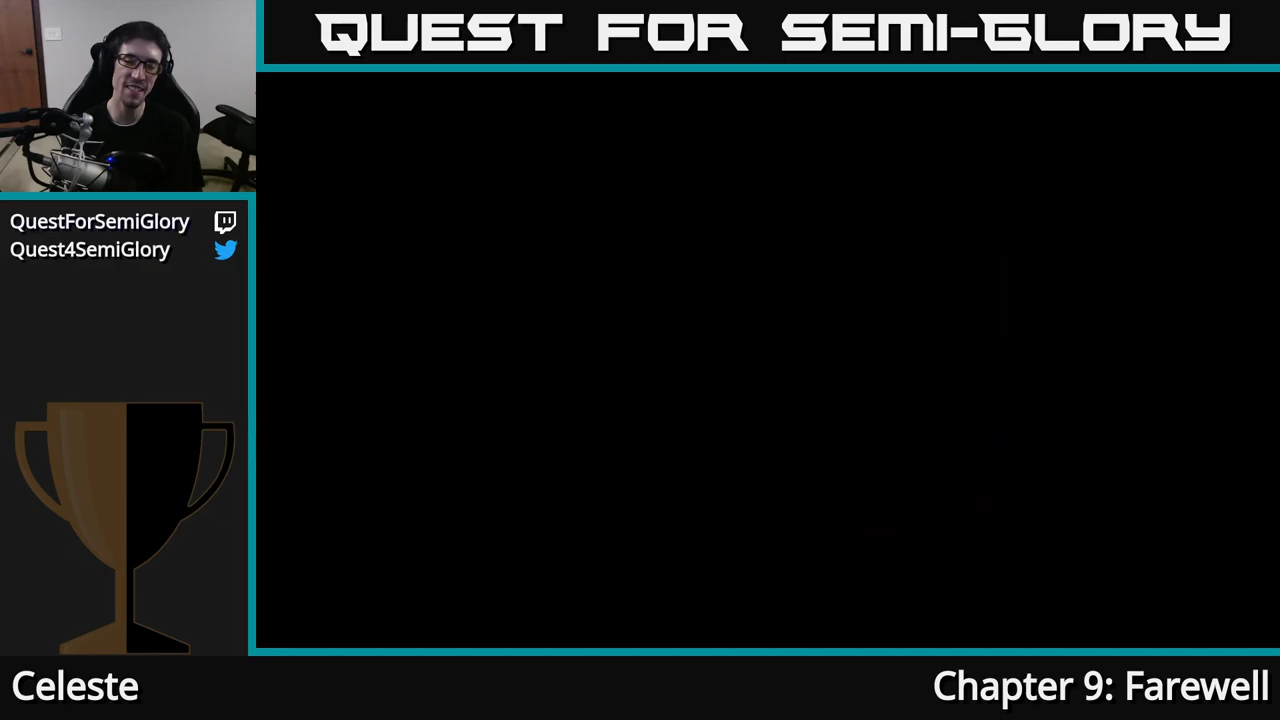 QUEST FOR SEMI-GLORY
QuestForSemiGlory
Quest4SemiGlory
Celeste
Chapter 9: Farewell